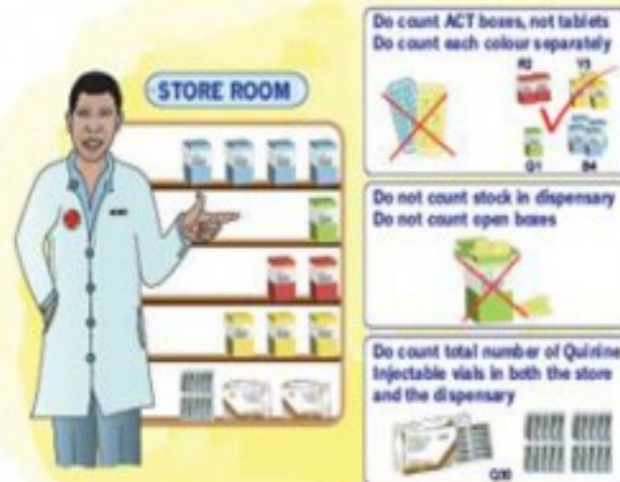 STORE ROOM
Do count ACT boxes, not tablets
Do count each colour separately
R2
Y3
G1
B4
Do not count stock in dispensary
Do not count open boxes
Do count total number of Quinine
Injectable vials in both the store
and the dispensary
Q30